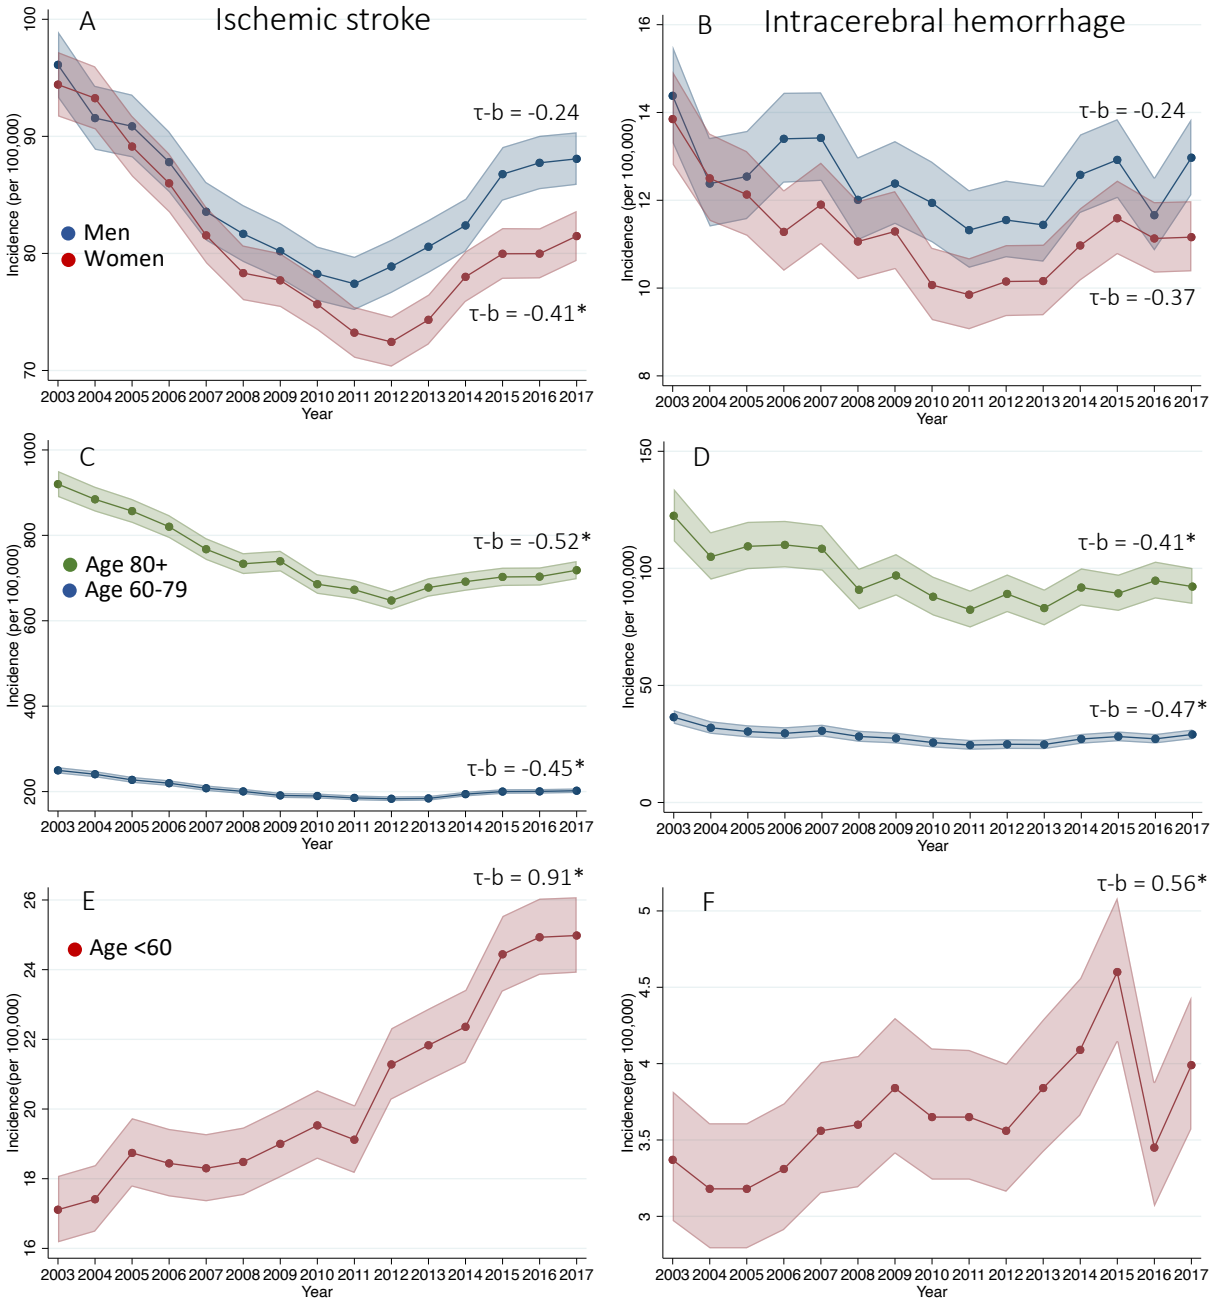 A
Ischemic stroke
B
Intracerebral hemorrhage
Incidence (per 100,000)
100
90
80
70
τ-b = -0.24
Men
Women
τ-b = -0.41*
2003 2004 2005 2006 2007 2008 2009 2010 2011 2012 2013 2014 2015 2016 2017
Year
Incidence (per 100,000)
16
14
12
10
8
τ-b = -0.24
τ-b = -0.37
2003 2004 2005 2006 2007 2008 2009 2010 2011 2012 2013 2014 2015 2016 2017
Year
C
Incidence (per 100,000)
1000
800
600
400
200
τ-b = -0.52*
Age 80+
Age 60-79
τ-b = -0.45*
2003 2004 2005 2006 2007 2008 2009 2010 2011 2012 2013 2014 2015 2016 2017
Year
D
Incidence (per 100,000)
150
100
50
0
τ-b = -0.41*
τ-b = -0.47*
2003 2004 2005 2006 2007 2008 2009 2010 2011 2012 2013 2014 2015 2016 2017
Year
τ-b = 0.91*
E
Incidence(per 100,000)
26
24
22
20
18
16
Age <60
2003 2004 2005 2006 2007 2008 2009 2010 2011 2012 2013 2014 2015 2016 2017
Year
τ-b = 0.56*
F
Incidence(per 100,000)
5
4.5
4
3.5
3
2003 2004 2005 2006 2007 2008 2009 2010 2011 2012 2013 2014 2015 2016 2017
Year